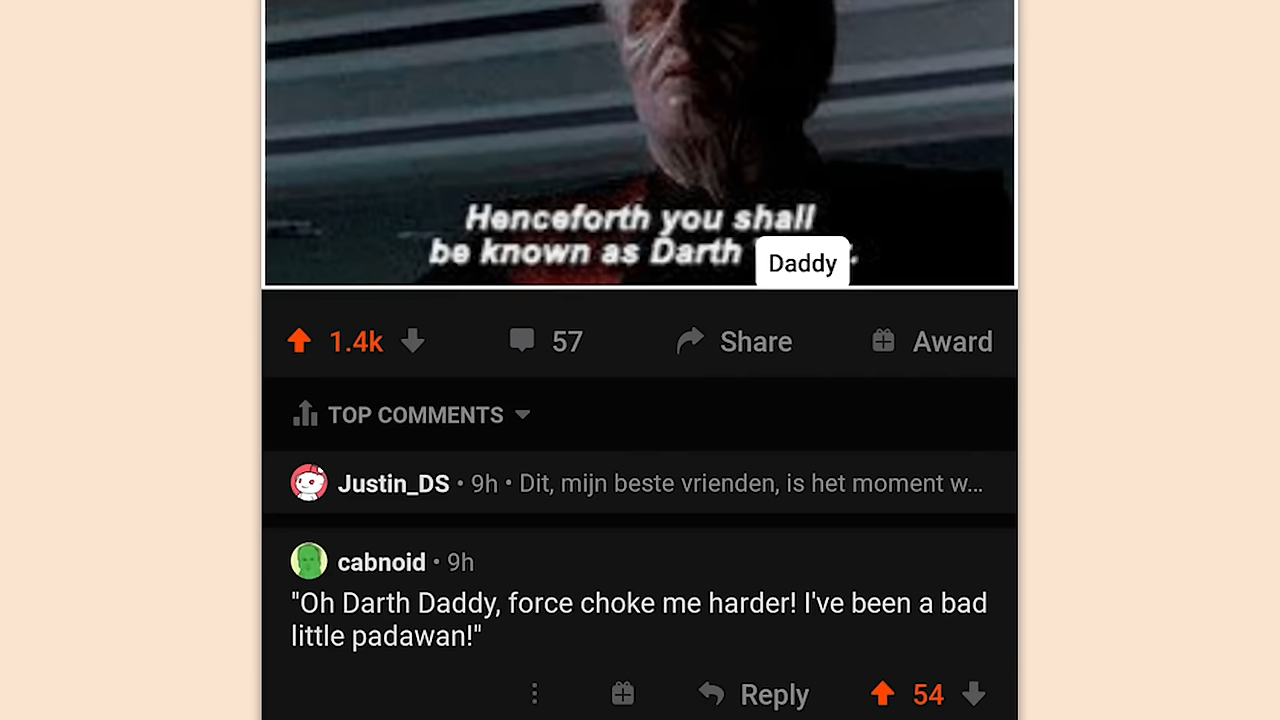 Henceforth you shall
be known as Darth Daddy.
1.4k 57 Share Award
TOP COMMENTS
Justin_DS • 9h • Dit, mijn beste vrienden, is het moment w...
cabnoid • 9h
"Oh Darth Daddy, force choke me harder! I've been a bad
little padawan!"
Reply 54